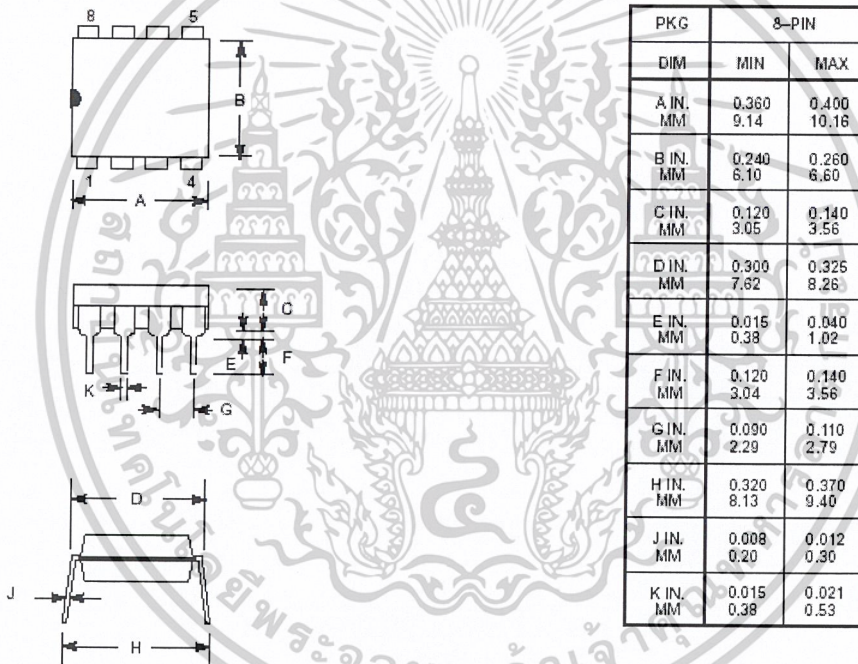 8 5
B
1 4
A
C
E F
K G
D
J
H
PKG 8–PIN
DIM MIN MAX
A IN. 0.360 0.400
MM 9.14 10.16
B IN. 0.240 0.260
MM 6.10 6.60
C IN. 0.120 0.140
MM 3.05 3.56
D IN. 0.300 0.325
MM 7.62 8.26
E IN. 0.015 0.040
MM 0.38 1.02
F IN. 0.120 0.140
MM 3.04 3.56
G IN. 0.090 0.110
MM 2.29 2.79
H IN. 0.320 0.370
MM 8.13 9.40
J IN. 0.008 0.012
MM 0.20 0.30
K IN. 0.015 0.021
MM 0.38 0.53